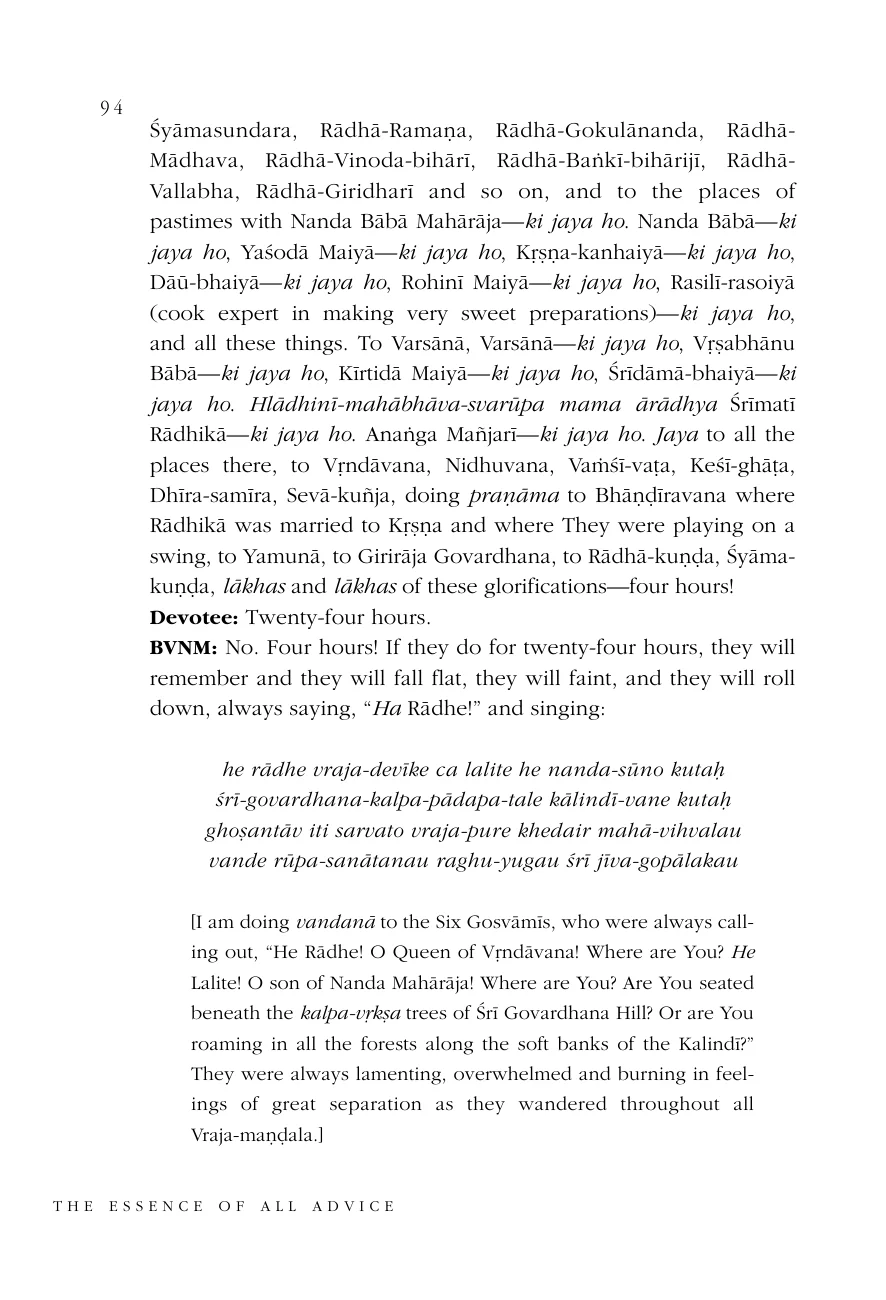 94
Śyāmasundara, Rādhā-Ramaṇa, Rādhā-Gokulānanda, Rādhā-
Mādhava, Rādhā-Vinoda-bihārī, Rādhā-Baṅkī-bihārijī, Rādhā-
Vallabha, Rādhā-Giridharī and so on, and to the places of
pastimes with Nanda Bābā Mahārāja—ki jaya ho. Nanda Bābā—ki
jaya ho, Yaśodā Maiyā—ki jaya ho, Kṛṣṇa-kanhaiyā—ki jaya ho,
Dāū-bhaiyā—ki jaya ho, Rohinī Maiyā—ki jaya ho, Rasilī-rasoiyā
(cook expert in making very sweet preparations)—ki jaya ho,
and all these things. To Varsānā, Varsānā—ki jaya ho, Vṛṣabhānu
Bābā—ki jaya ho, Kīrtidā Maiyā—ki jaya ho, Śrīdāmā-bhaiyā—ki
jaya ho. Hlādhinī-mahābhāva-svarūpa mama ārādhya Śrīmatī
Rādhikā—ki jaya ho. Anaṅga Mañjarī—ki jaya ho. Jaya to all the
places there, to Vṛndāvana, Nidhuvana, Vaṁśī-vaṭa, Keśī-ghāṭa,
Dhīra-samīra, Sevā-kuñja, doing praṇāma to Bhāṇḍīravana where
Rādhikā was married to Kṛṣṇa and where They were playing on a
swing, to Yamunā, to Girirāja Govardhana, to Rādhā-kuṇḍa, Śyāma-
kuṇḍa, lākhas and lākhas of these glorifications—four hours!
Devotee: Twenty-four hours.
BVNM: No. Four hours! If they do for twenty-four hours, they will
remember and they will fall flat, they will faint, and they will roll
down, always saying, “Ha Rādhe!” and singing:
he rādhe vraja-devīke ca lalite he nanda-sūno kutaḥ
śrī-govardhana-kalpa-pādapa-tale kālindī-vane kutaḥ
ghoṣantāv iti sarvato vraja-pure khedair mahā-vihvalau
vande rūpa-sanātanau raghu-yugau śrī jīva-gopālakau
[I am doing vandanā to the Six Gosvāmīs, who were always call-
ing out, “He Rādhe! O Queen of Vṛndāvana! Where are You? He
Lalite! O son of Nanda Mahārāja! Where are You? Are You seated
beneath the kalpa-vṛkṣa trees of Śrī Govardhana Hill? Or are You
roaming in all the forests along the soft banks of the Kalindī?”
They were always lamenting, overwhelmed and burning in feel-
ings of great separation as they wandered throughout all
Vraja-maṇḍala.]
THE ESSENCE OF ALL ADVICE